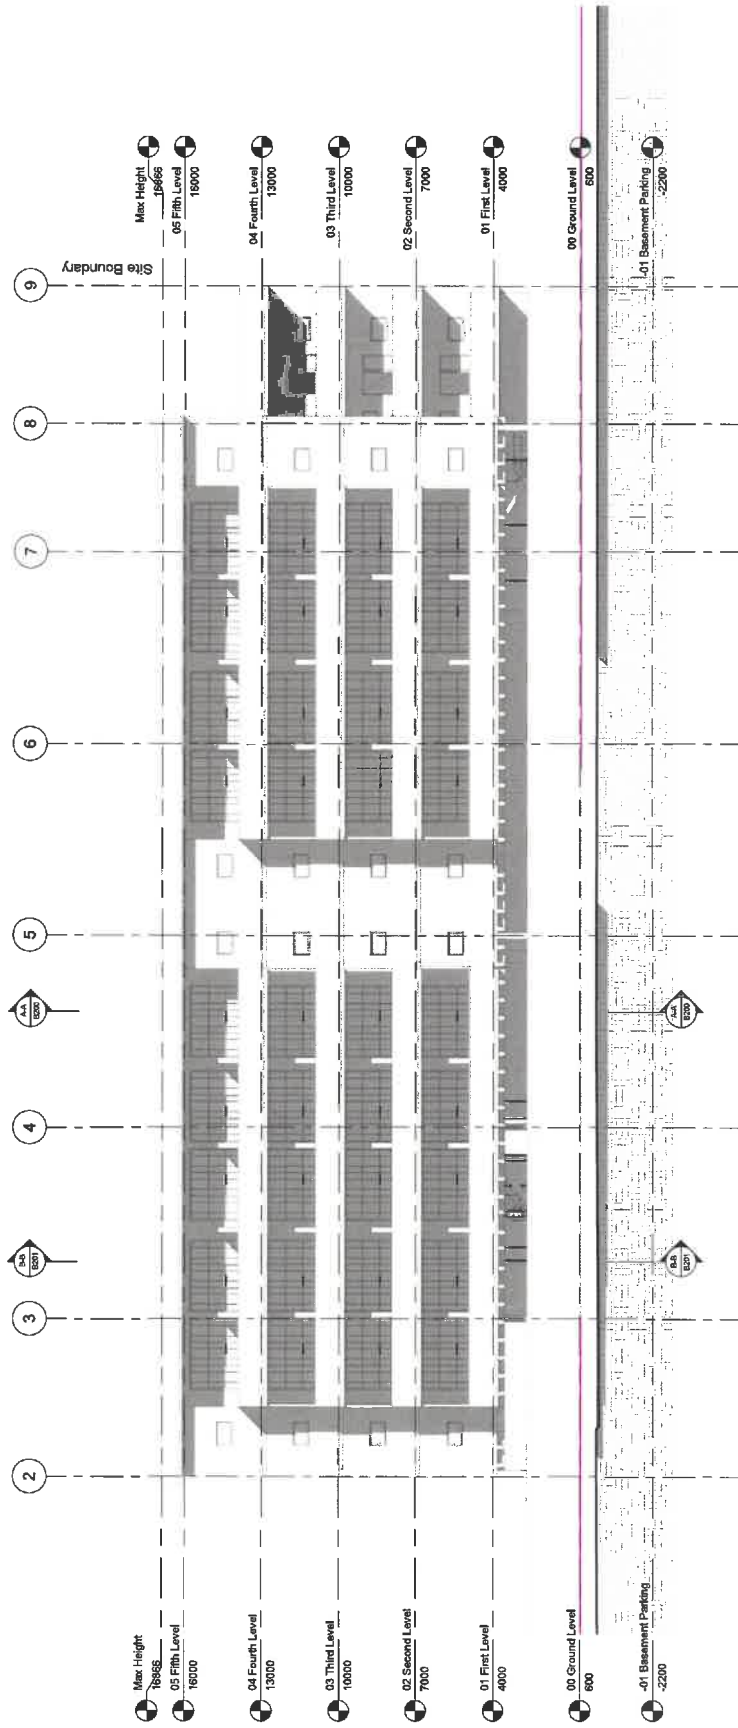 Max Height
16866
05 Fifth Level
16000
04 Fourth Level
13000
03 Third Level
10000
02 Second Level
7000
01 First Level
4000
00 Ground Level
600
-01 Basement Parking
-2200
Site Boundary
9
8
7
6
5
A-A
B200
A-A
B200
4
B-B
B201
B-B
B201
3
2
Max Height
16866
05 Fifth Level
16000
04 Fourth Level
13000
03 Third Level
10000
02 Second Level
7000
01 First Level
4000
00 Ground Level
600
-01 Basement Parking
-2200